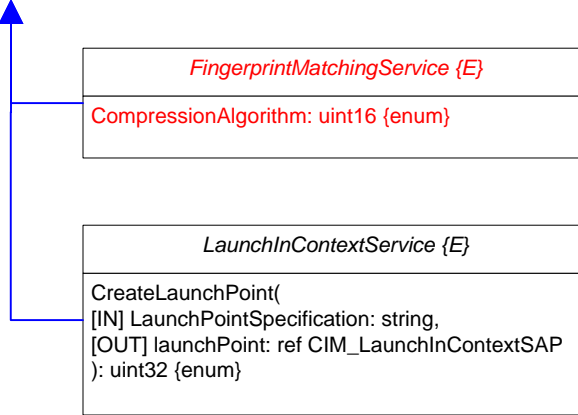 FingerprintMatchingService {E}
CompressionAlgorithm: uint16 {enum}
LaunchInContextService {E}
CreateLaunchPoint(
[IN] LaunchPointSpecification: string,
[OUT] launchPoint: ref CIM_LaunchInContextSAP
): uint32 {enum}